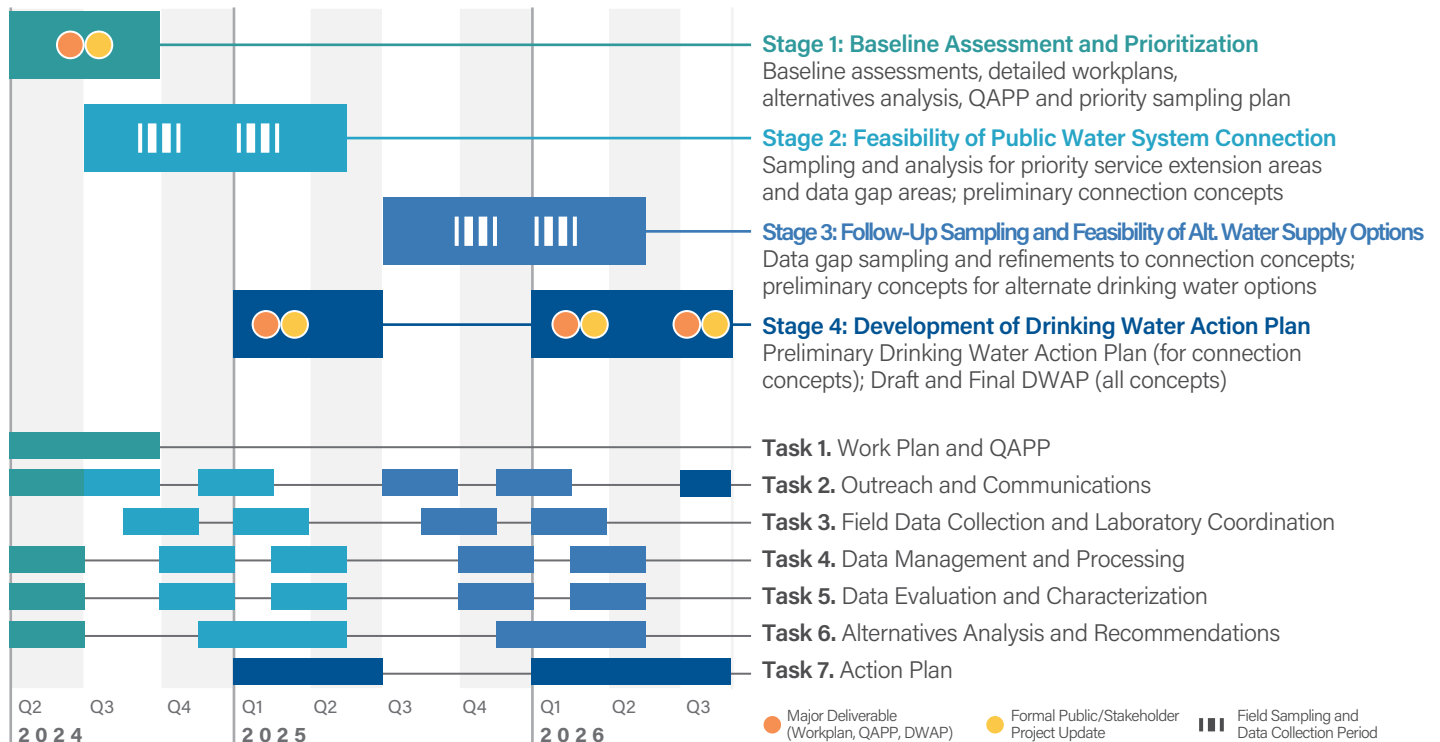 Stage 1: Baseline Assessment and Prioritization
Baseline assessments, detailed workplans,
alternatives analysis, QAPP and priority sampling plan
Stage 2: Feasibility of Public Water System Connection
Sampling and analysis for priority service extension areas
and data gap areas; preliminary connection concepts
Stage 3: Follow-Up Sampling and Feasibility of Alt. Water Supply Options
Data gap sampling and refinements to connection concepts;
preliminary concepts for alternate drinking water options
Stage 4: Development of Drinking Water Action Plan
Preliminary Drinking Water Action Plan (for connection
concepts); Draft and Final DWAP (all concepts)
Task 1. Work Plan and QAPP
Task 2. Outreach and Communications
Task 3. Field Data Collection and Laboratory Coordination
Task 4. Data Management and Processing
Task 5. Data Evaluation and Characterization
Task 6. Alternatives Analysis and Recommendations
Task 7. Action Plan
Q2 Q3 Q4 Q1 Q2 Q3 Q4 Q1 Q2 Q3
2024 2025 2026
Major Deliverable
(Workplan, QAPP, DWAP)
Formal Public/Stakeholder
Project Update
Field Sampling and
Data Collection Period